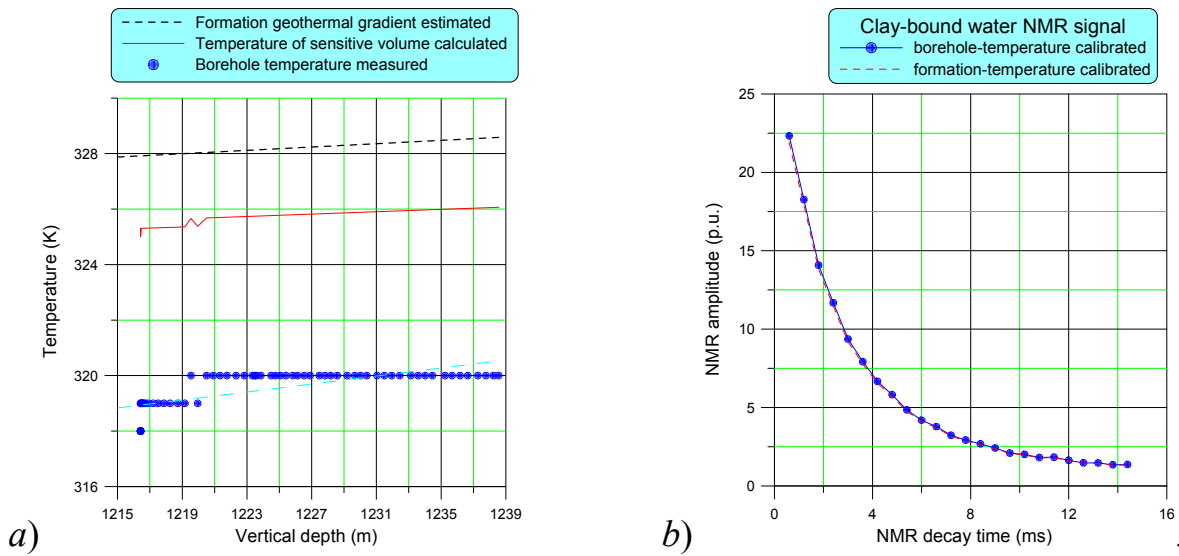 Formation geothermal gradient estimated
Temperature of sensitive volume calculated
Borehole temperature measured
328
324
320
316
Temperature (K)
1215 1219 1223 1227 1231 1235 1239
Vertical depth (m)
a)
Clay-bound water NMR signal
borehole-temperature calibrated
formation-temperature calibrated
25
20
15
10
5
0
NMR amplitude (p.u.)
0 4 8 12 16
NMR decay time (ms)
b)
.